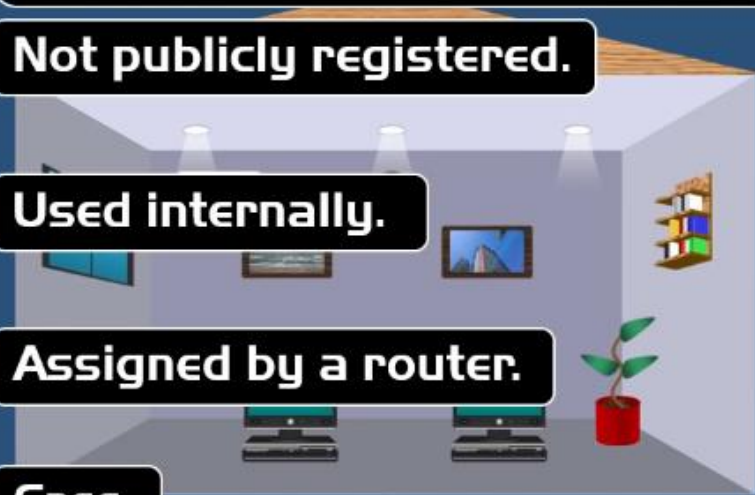 Not publicly registered.
Used internally.
Assigned by a router.